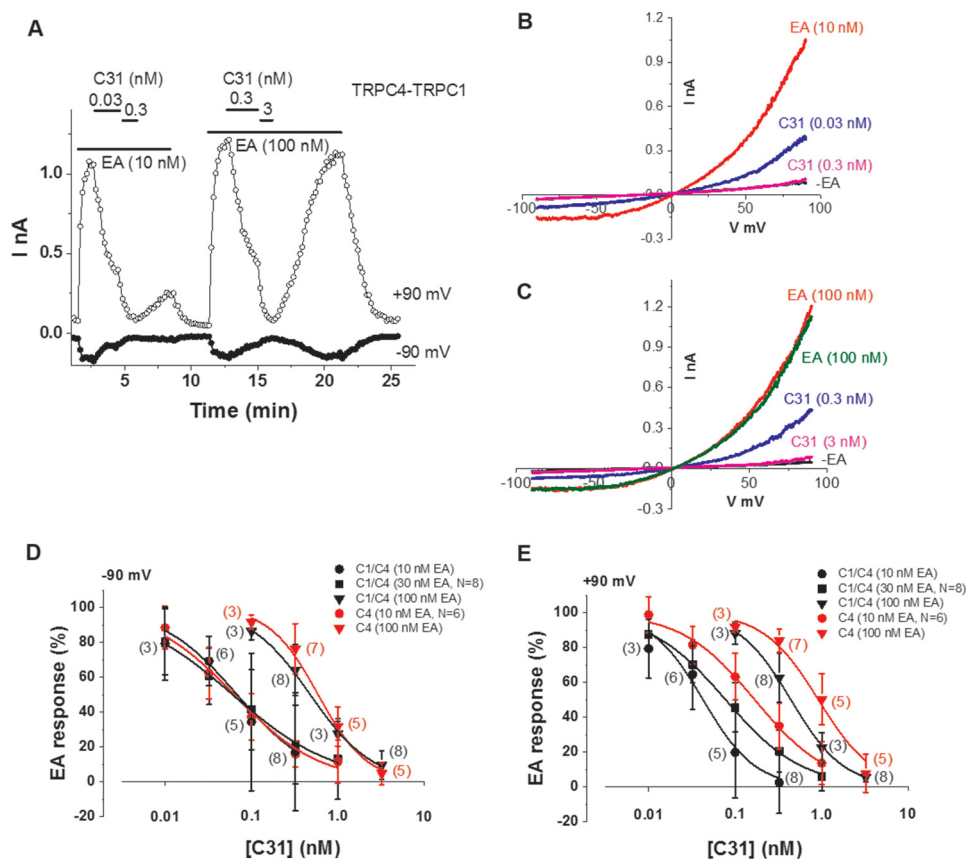 A
C31 (nM)
0.03
0.3
C31 (nM)
0.3
3
TRPC4-TRPC1
EA (10 nM)
EA (100 nM)
1.0
0.5
0.0
I nA
+90 mV
-90 mV
5
10
15
20
25
Time (min)
B
EA (10 nM)
1.2
0.9
0.6
0.3
0.0
-0.3
I nA
C31 (0.03 nM)
C31 (0.3 nM)
-EA
-100
-50
0
50
100
V mV
C
EA (100 nM)
EA (100 nM)
1.2
0.9
0.6
0.3
0.0
-0.3
I nA
C31 (0.3 nM)
C31 (3 nM)
-EA
-100
-50
0
50
100
V mV
D
-90 mV
C1/C4 (10 nM EA)
C1/C4 (30 nM EA, N=8)
C1/C4 (100 nM EA)
C4 (10 nM EA, N=6)
C4 (100 nM EA)
100
80
60
40
20
0
-20
EA response (%)
(3)
(6)
(5)
(8)
(3)
(3)
(7)
(8)
(3)
(5)
(8)
(5)
0.01
0.1
1.0
10
[C31] (nM)
E
+90 mV
C1/C4 (10 nM EA)
C1/C4 (30 nM EA, N=8)
C1/C4 (100 nM EA)
C4 (10 nM EA, N=6)
C4 (100 nM EA)
100
80
60
40
20
0
-20
EA response (%)
(3)
(6)
(5)
(8)
(3)
(3)
(7)
(8)
(5)
(3)
(5)
(8)
0.01
0.1
1.0
10
[C31] (nM)